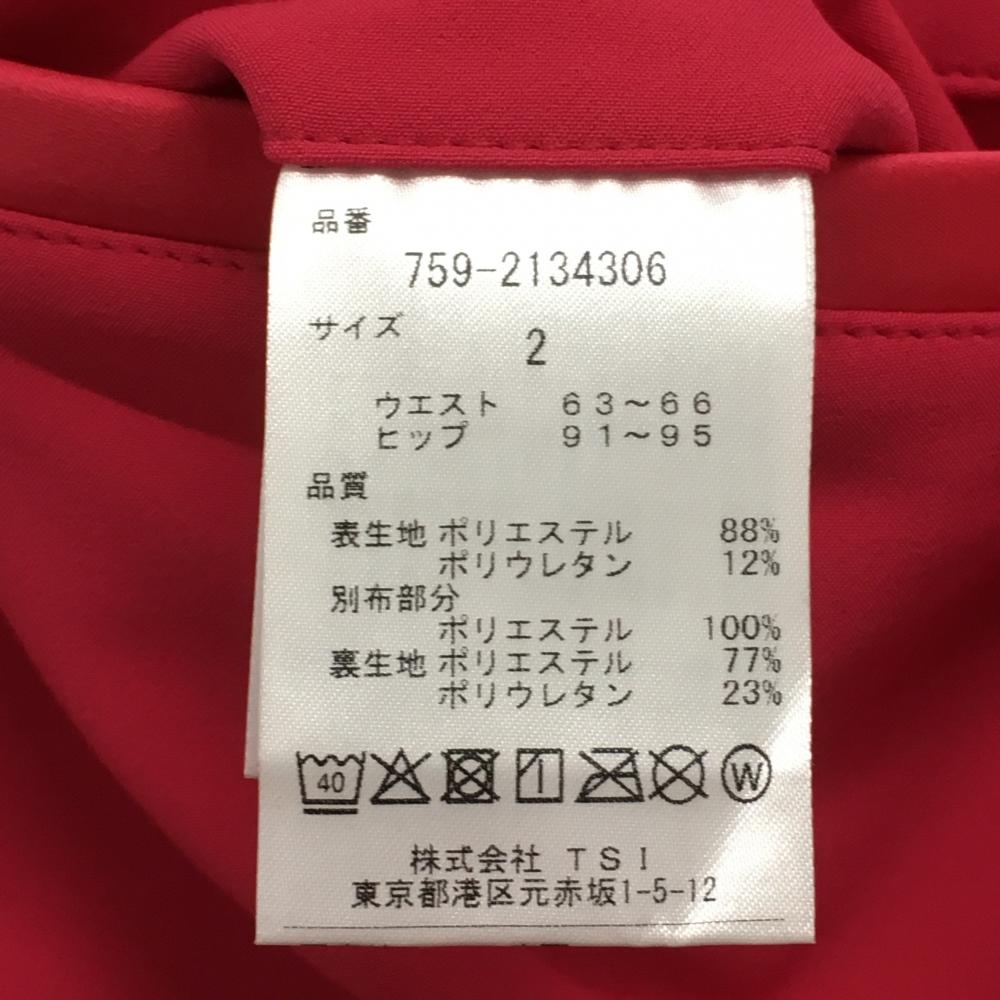 品番
759-2134306
サイズ
2
ウエスト 63~66
ヒップ 91~95
品質
表生地 ポリエステル 88%
ポリウレタン 12%
別布部分
ポリエステル 100%
裏生地 ポリエステル 77%
ポリウレタン 23%
40 W
株式会社 TSI
東京都港区元赤坂1-5-12